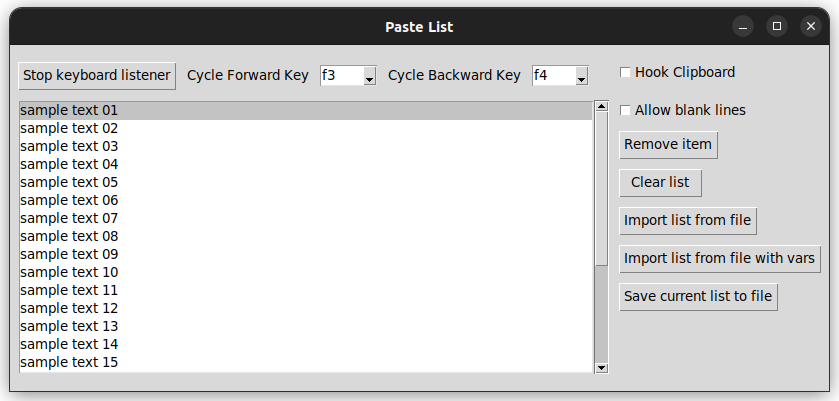 Paste List
Stop keyboard listener Cycle Forward Key f3 Cycle Backward Key f4
Hook Clipboard
Allow blank lines
Remove item
Clear list
Import list from file
Import list from file with vars
Save current list to file
sample text 01
sample text 02
sample text 03
sample text 04
sample text 05
sample text 06
sample text 07
sample text 08
sample text 09
sample text 10
sample text 11
sample text 12
sample text 13
sample text 14
sample text 15